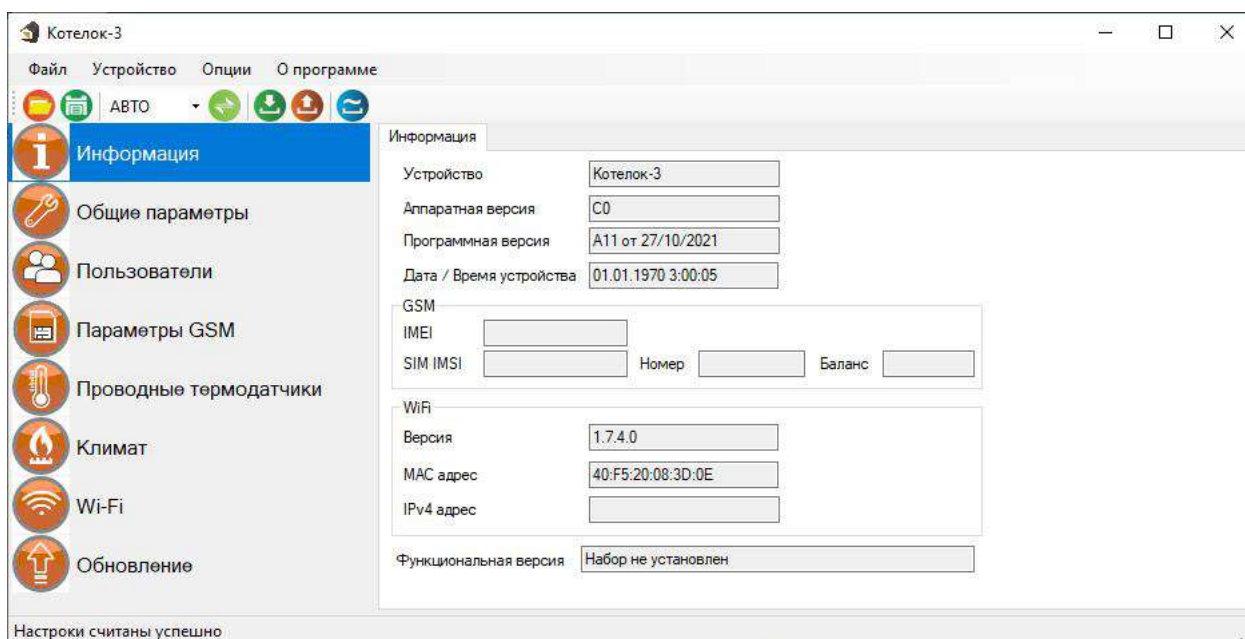 Котелок-3
Файл Устройство Опции О программе
АВТО
Информация
Общие параметры
Пользователи
Параметры GSM
Проводные термодатчики
Климат
Wi-Fi
Обновление
Информация
Устройство Котелок-3
Аппаратная версия C0
Программная версия A11 от 27/10/2021
Дата / Время устройства 01.01.1970 3:00:05
GSM
IMEI
SIM IMSI Номер Баланс
WiFi
Версия 1.7.4.0
MAC адрес 40:F5:20:08:3D:0E
IPv4 адрес
Функциональная версия Набор не установлен
Настроки считаны успешно